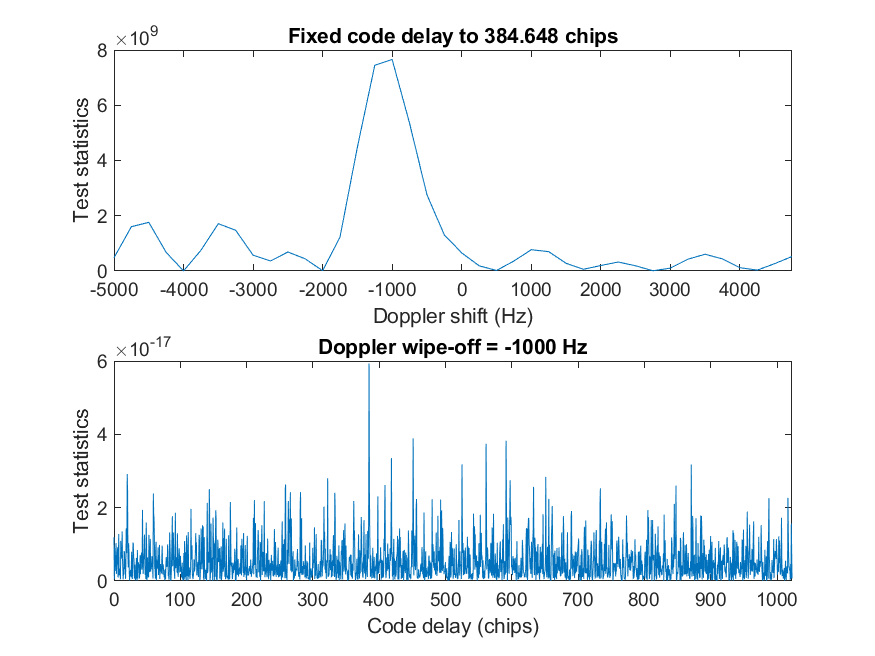 Fixed code delay to 384.648 chips
×10^9
8
6
4
2
0
Test statistics
-5000 -4000 -3000 -2000 -1000 0 1000 2000 3000 4000
Doppler shift (Hz)
Doppler wipe-off = -1000 Hz
×10^-17
6
4
2
0
Test statistics
0 100 200 300 400 500 600 700 800 900 1000
Code delay (chips)